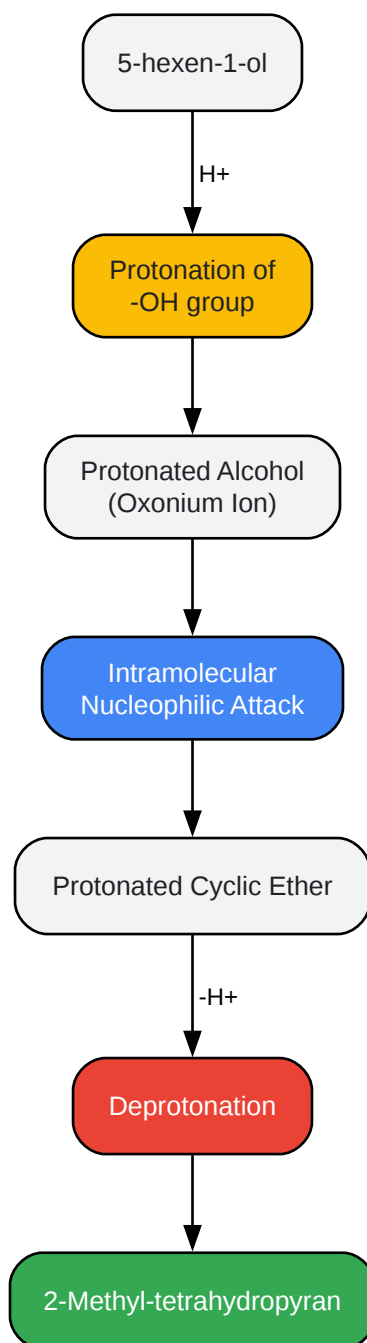 5-hexen-1-ol
H+
Protonation of
-OH group
Protonated Alcohol
(Oxonium Ion)
Intramolecular
Nucleophilic Attack
Protonated Cyclic Ether
-H+
Deprotonation
2-Methyl-tetrahydropyran